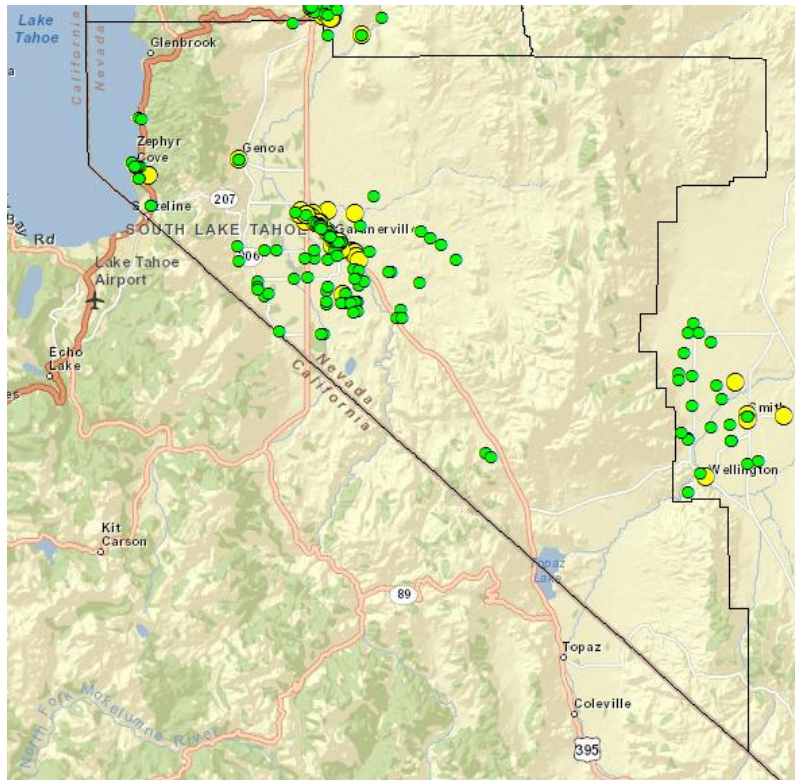 Lake
Tahoe
California
Nevada
Glenbrook
Zephyr
Cove
Genoa
207
SOUTH LAKE TAHOE
Gardnerville
Bay Rd
Lake Tahoe
Airport
Echo
Lake
Nevada
California
Smith
Wellington
Kit
Carson
Topaz
Lake
89
Topaz
Coleville
North Fork Mokelumne River
395